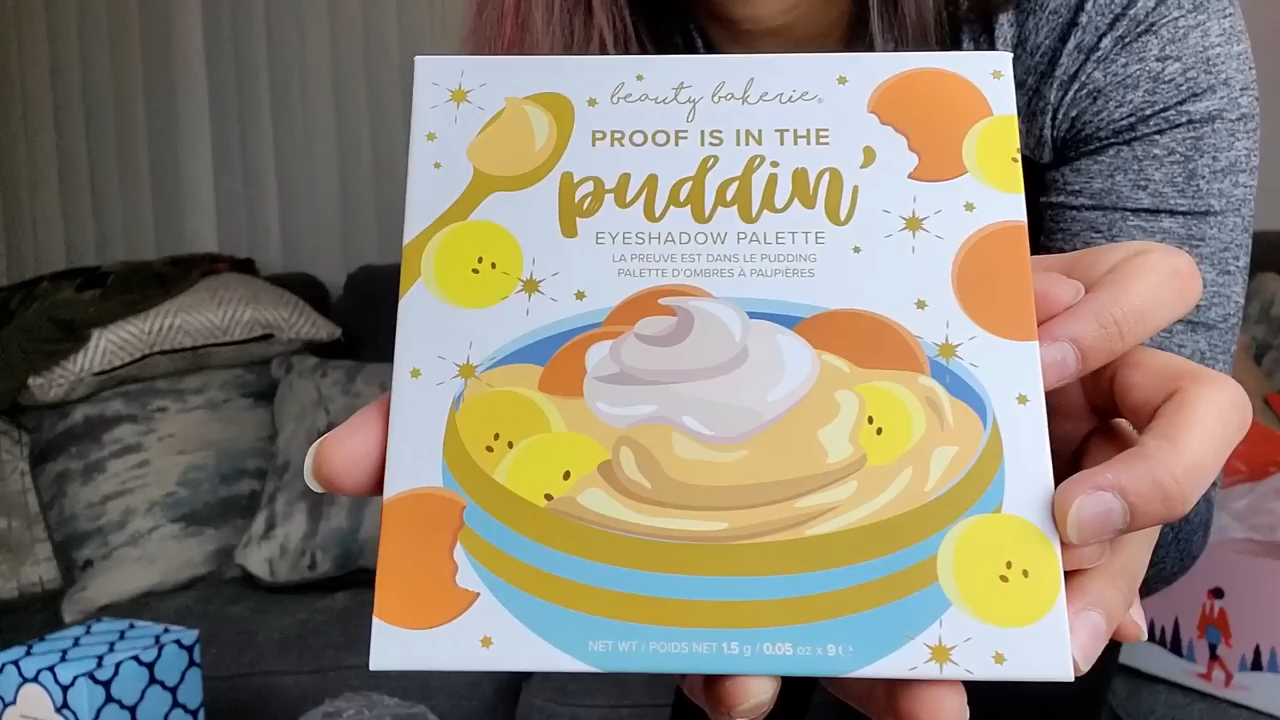 beauty bakerie®
PROOF IS IN THE
puddin'
EYESHADOW PALETTE
LA PREUVE EST DANS LE PUDDING
PALETTE D'OMBRES À PAUPIÈRES
NET WT / POIDS NET 1.5 g / 0.05 oz x 9 ℮